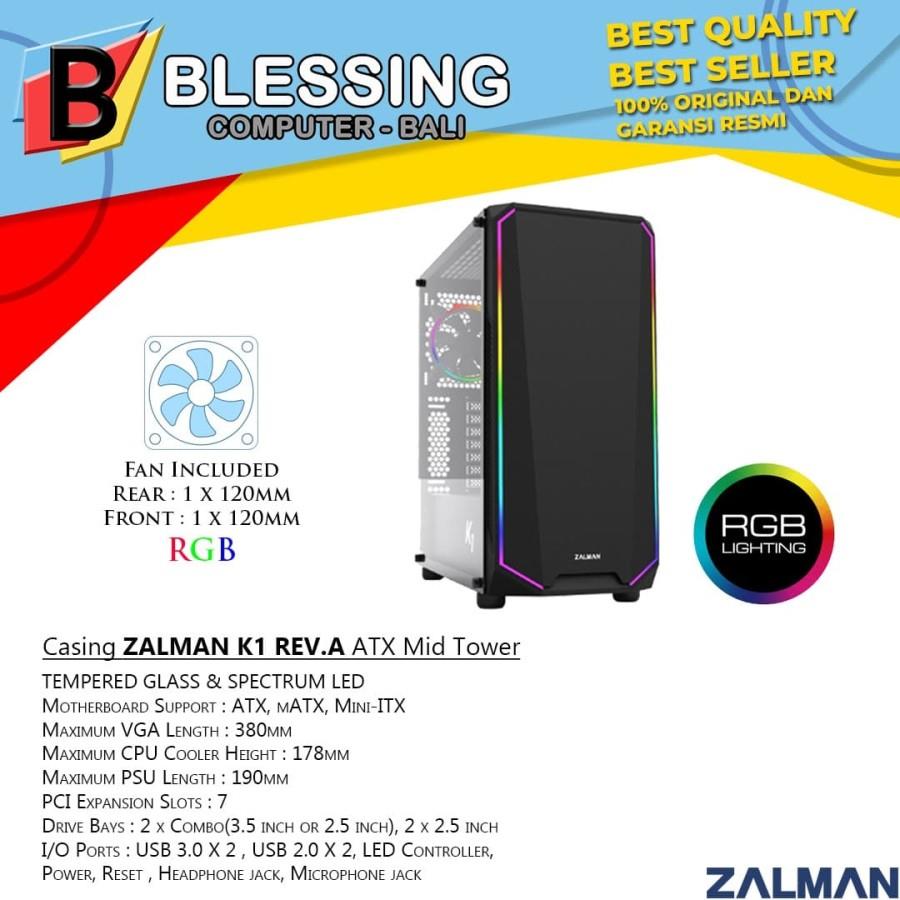 B
BLESSING
COMPUTER - BALI
BEST QUALITY
BEST SELLER
100% ORIGINAL DAN
GARANSI RESMI
FAN INCLUDED
REAR : 1 X 120MM
FRONT : 1 X 120MM
RGB
K1
ZALMAN
RGB
LIGHTING
Casing ZALMAN K1 REV.A ATX Mid Tower
TEMPERED GLASS & SPECTRUM LED
MOTHERBOARD SUPPORT : ATX, MATX, MINI-ITX
MAXIMUM VGA LENGTH : 380MM
MAXIMUM CPU COOLER HEIGHT : 178MM
MAXIMUM PSU LENGTH : 190MM
PCI EXPANSION SLOTS : 7
DRIVE BAYS : 2 X COMBO(3.5 INCH OR 2.5 INCH), 2 X 2.5 INCH
I/O PORTS : USB 3.0 X 2 , USB 2.0 X 2, LED CONTROLLER,
POWER, RESET , HEADPHONE JACK, MICROPHONE JACK
ZALMAN